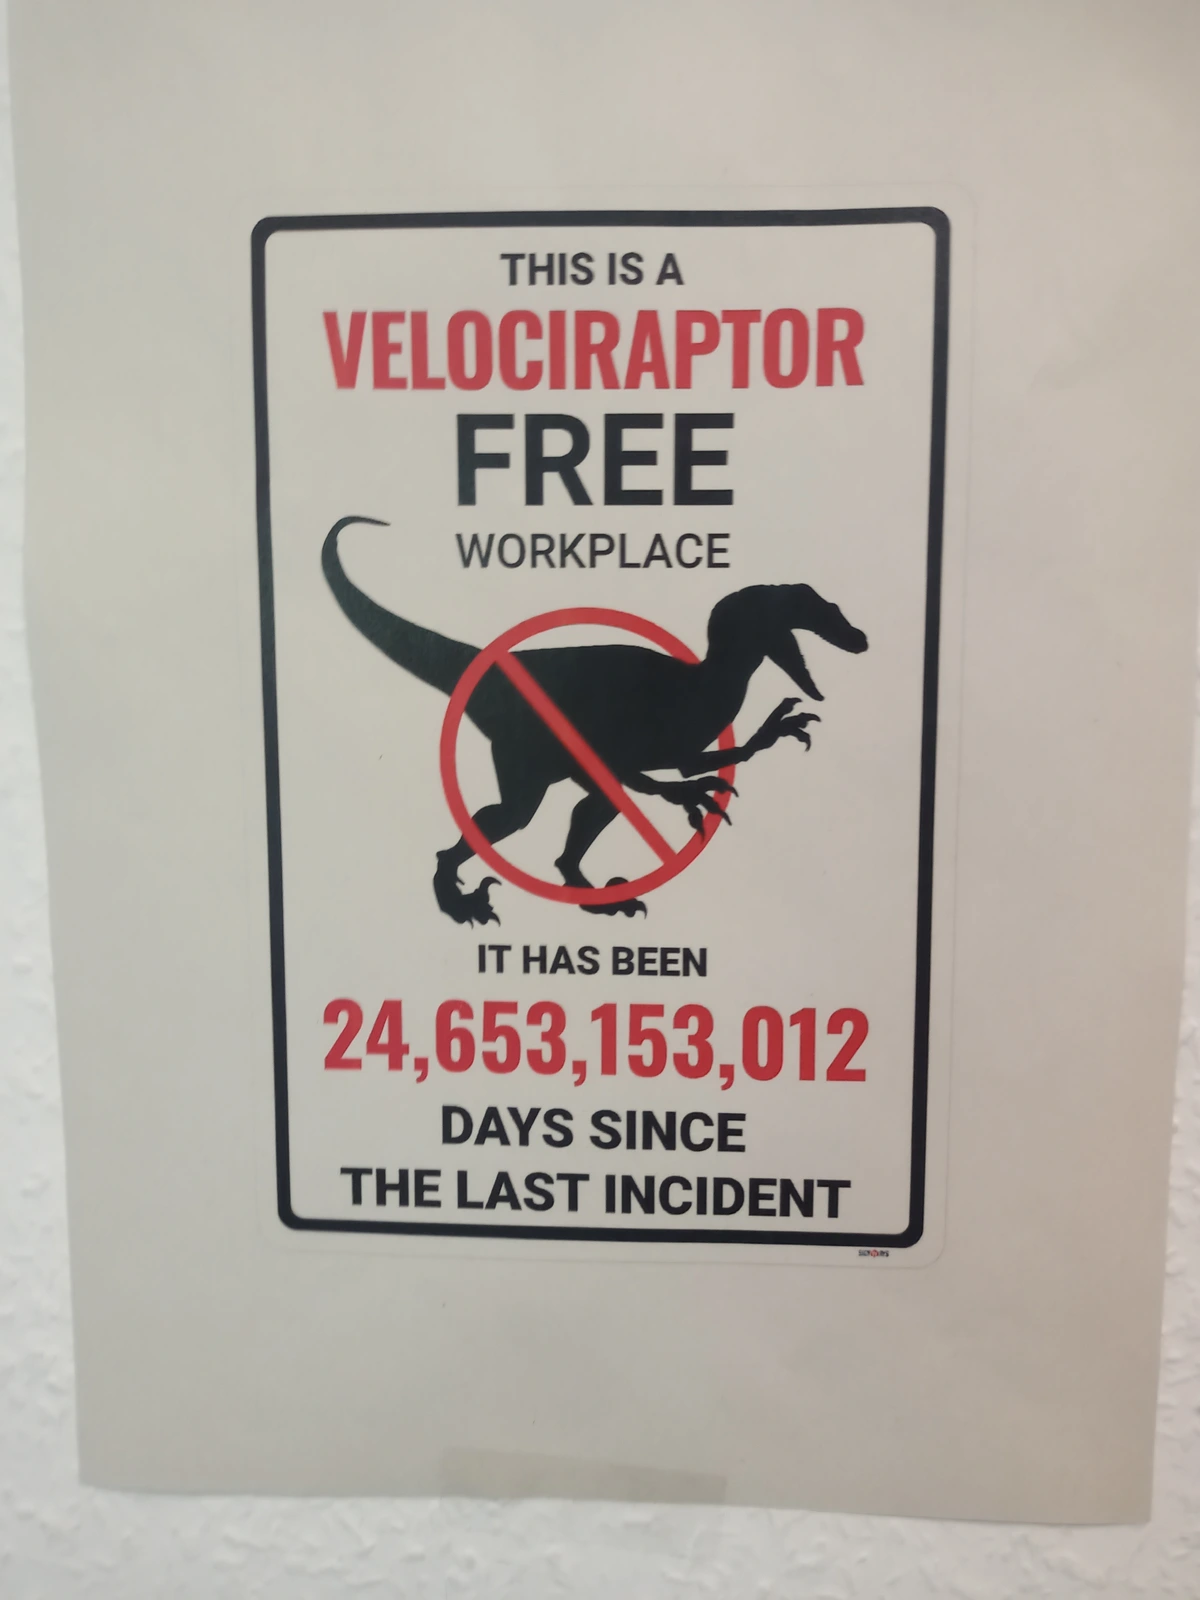 THIS IS A
VELOCIRAPTOR
FREE
WORKPLACE
IT HAS BEEN
24,653,153,012
DAYS SINCE
THE LAST INCIDENT